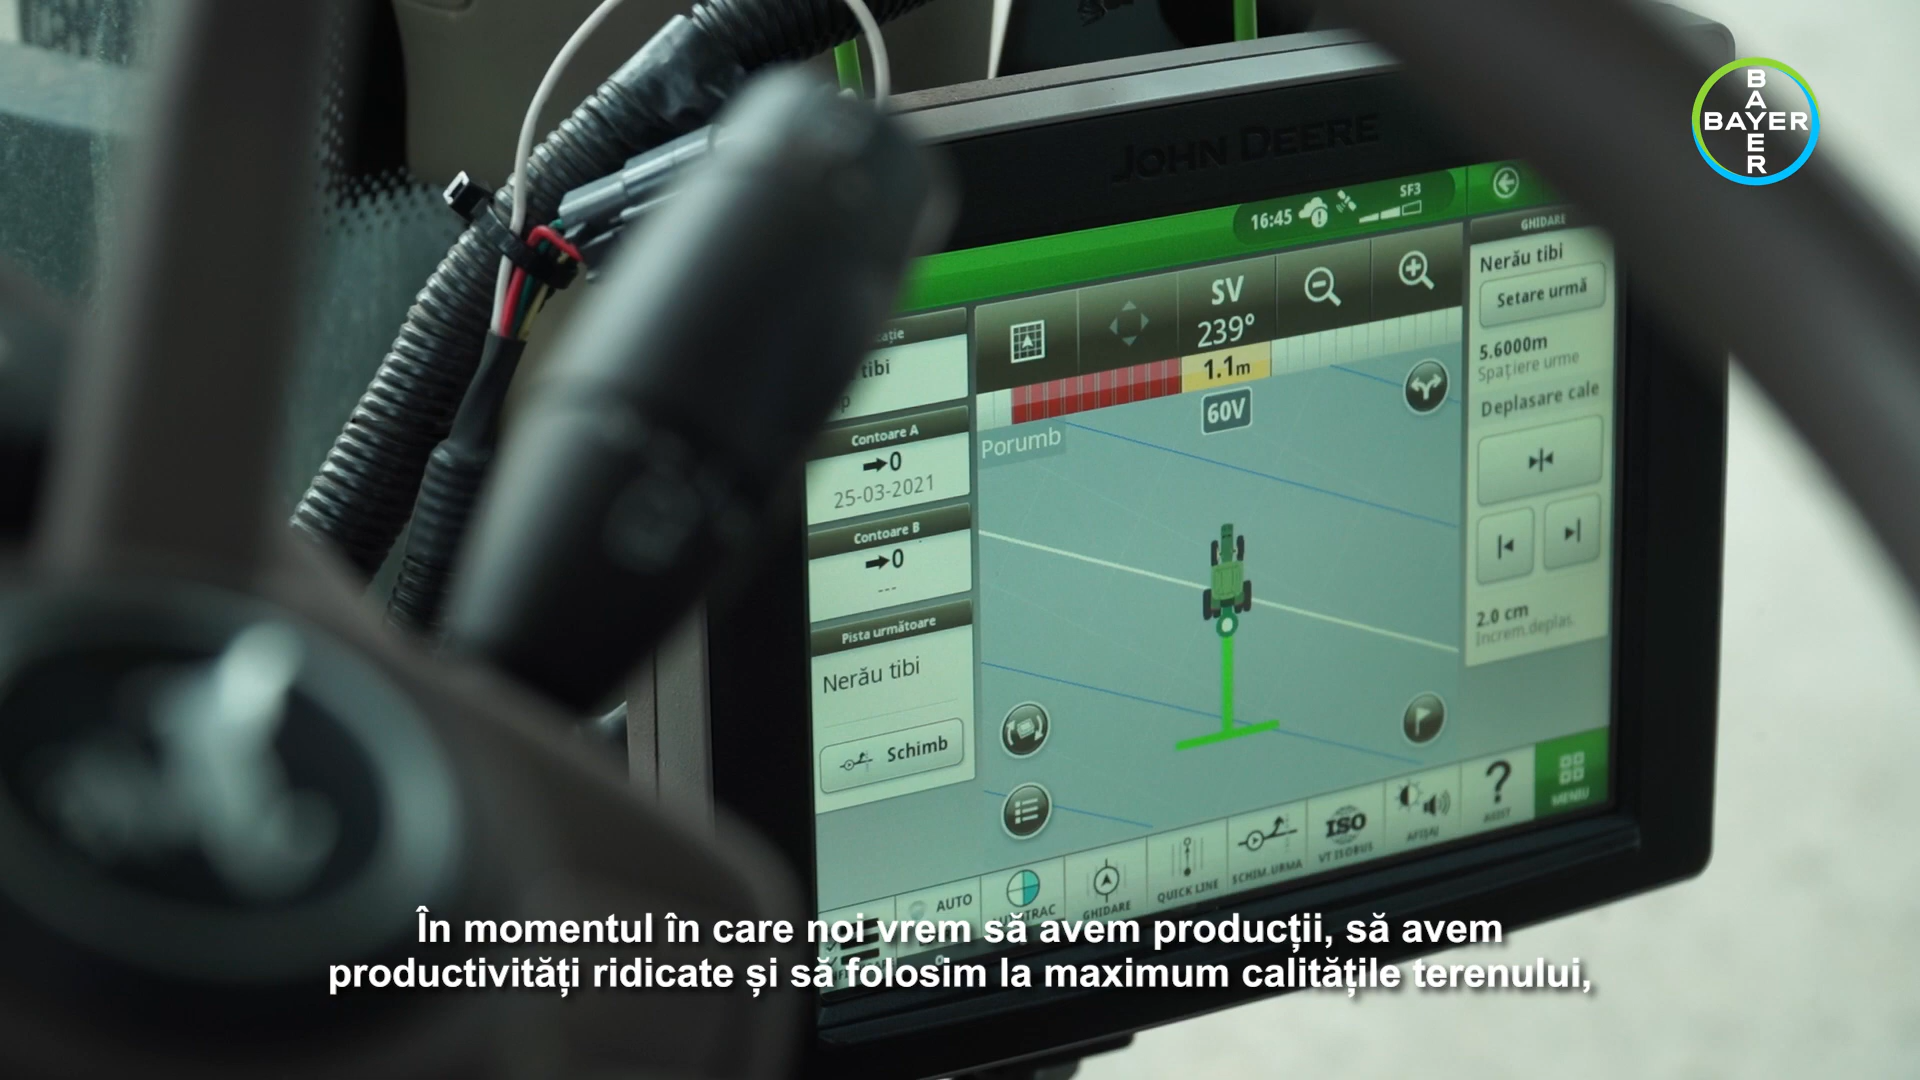 BAYER
BAYER
JOHN DEERE
16:45
SF3
GHIDARE
Nerău tibi
Setare urmă
5.6000m
Spațiere urme
Deplasare cale
2.0 cm
Increm.deplas.
SV
239°
1.1m
60V
Porumb
tibi
Contoare A
0
25-03-2021
Contoare B
0
---
Pista următoare
Nerău tibi
Schimb
AUTO
GHIDARE
QUICK LINE
SCHIM.URMA
ISO
VT ISOBUS
AFIȘAJ
?
MENIU
În momentul în care noi vrem să avem producții, să avem
productivități ridicate și să folosim la maximum calitățile terenului,